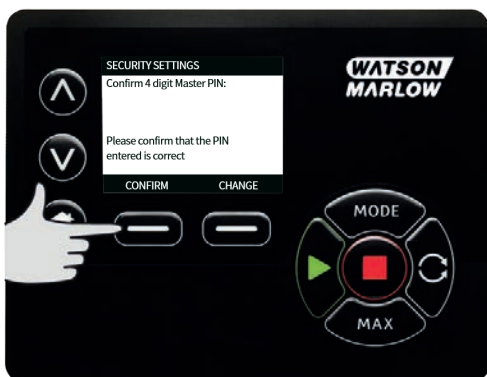 SECURITY SETTINGS
Confirm 4 digit Master PIN:
Please confirm that the PIN
entered is correct
CONFIRM CHANGE
WATSON
MARLOW
MODE
MAX